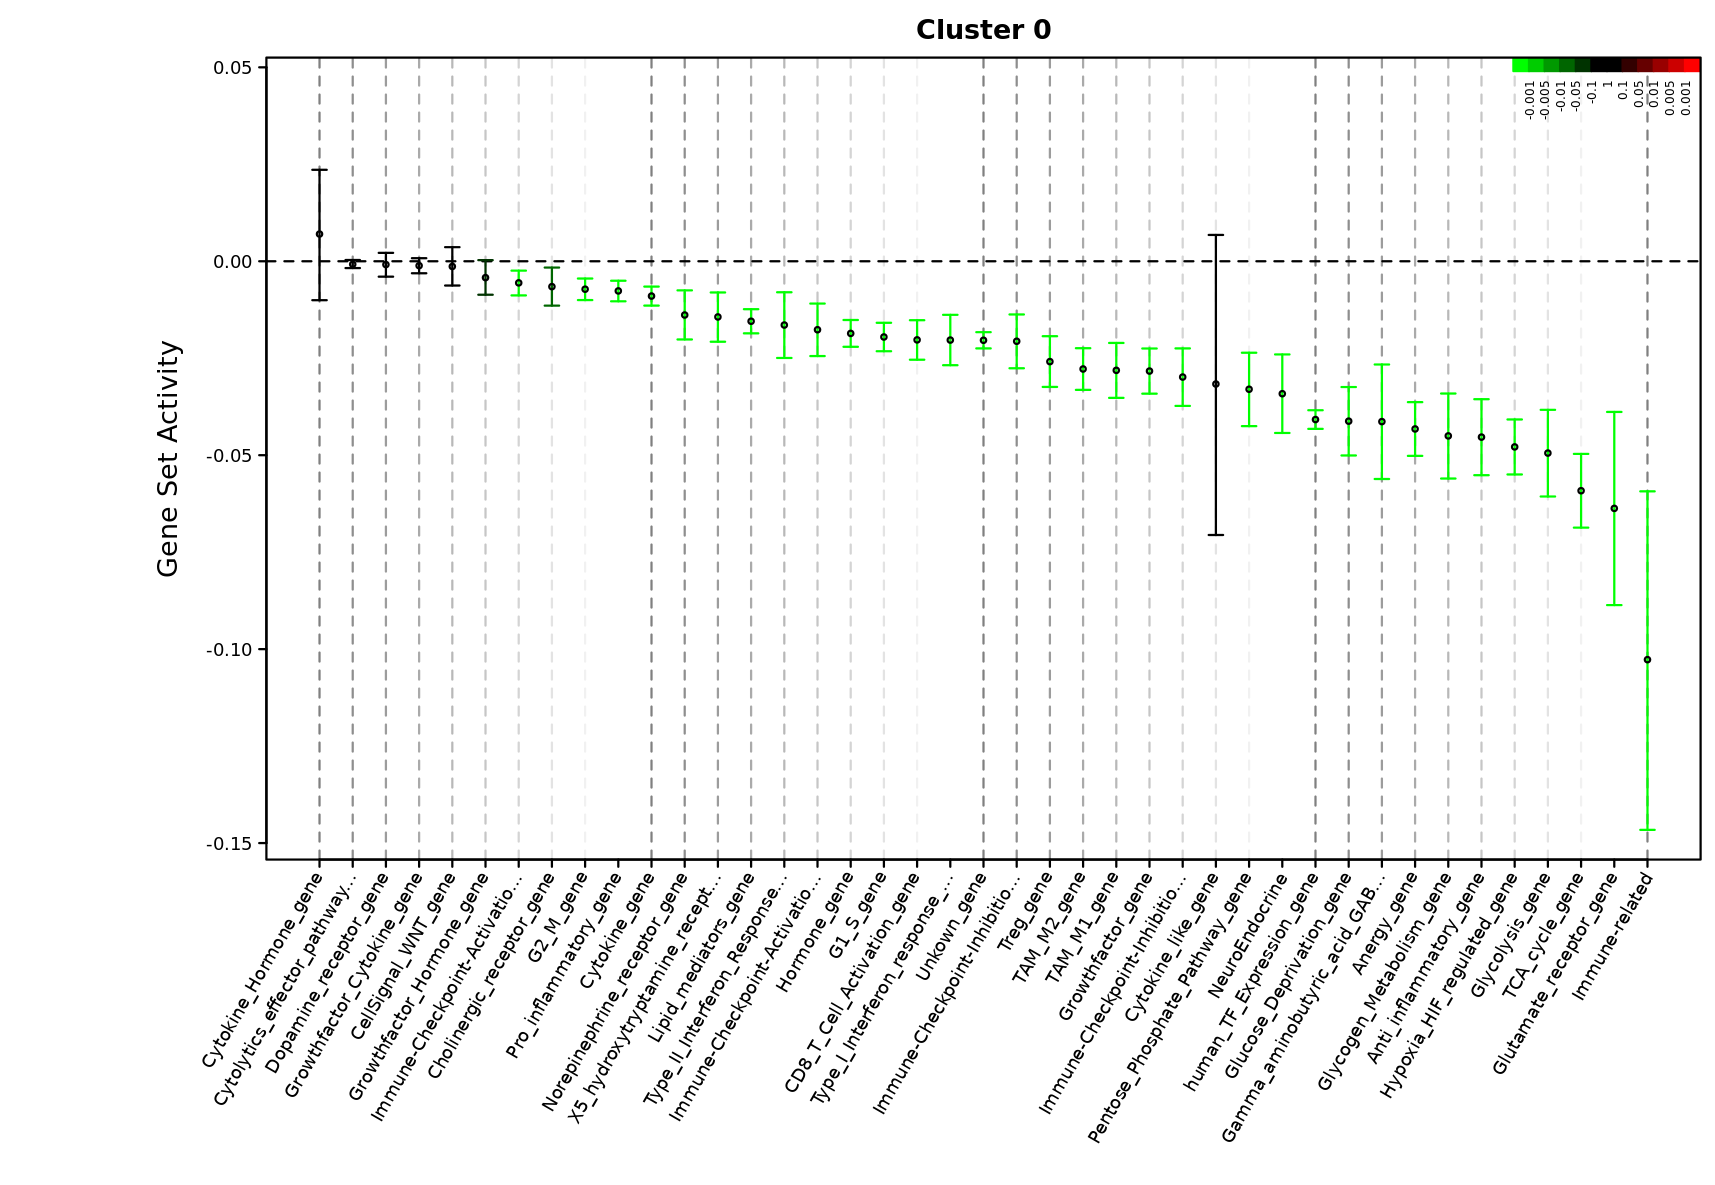 Cluster 0
Gene Set Activity
0.05
0.00
-0.05
-0.10
-0.15
-0.001
-0.005
-0.01
-0.05
-0.1
1
0.1
0.05
0.01
0.005
0.001
Cytokine_Hormone_gene
Cytolytics_effector_pathway...
Dopamine_receptor_gene
Growthfactor_Cytokine_gene
CellSignal_WNT_gene
Growthfactor_Hormone_gene
Immune-Checkpoint-Activatio...
Cholinergic_receptor_gene
G2_M_gene
Pro_inflammatory_gene
Cytokine_gene
Norepinephrine_receptor_gene
X5_hydroxytryptamine_recept...
Lipid_mediators_gene
Type_II_Interferon_Response...
Immune-Checkpoint-Activatio...
Hormone_gene
G1_S_gene
CD8_T_Cell_Activation_gene
Type_I_Interferon_response_...
Unkown_gene
Immune-Checkpoint-Inhibitio...
Treg_gene
TAM_M2_gene
TAM_M1_gene
Growthfactor_gene
Immune-Checkpoint-Inhibitio...
Cytokine_like_gene
Pentose_Phosphate_Pathway_gene
NeuroEndocrine
human_TF_Expression_gene
Glucose_Deprivation_gene
Gamma_aminobutyric_acid_GAB...
Anergy_gene
Glycogen_Metabolism_gene
Anti_inflammatory_gene
Hypoxia_HIF_regulated_gene
Glycolysis_gene
TCA_cycle_gene
Glutamate_receptor_gene
Immune-related